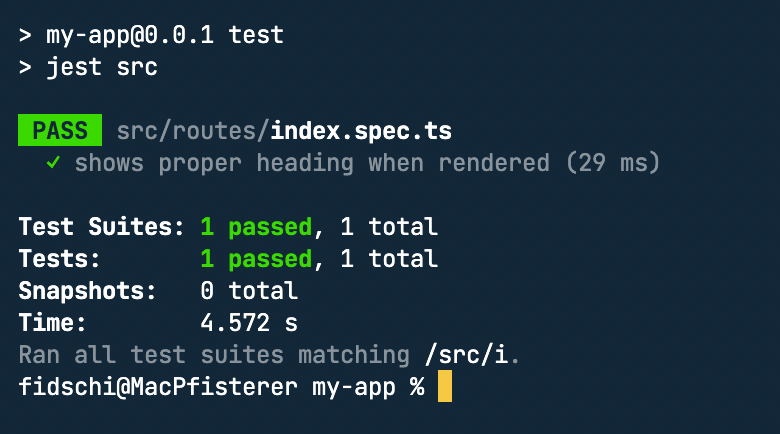 > my-app@0.0.1 test
> jest src
PASS src/routes/index.spec.ts
✓ shows proper heading when rendered (29 ms)
Test Suites: 1 passed, 1 total
Tests: 1 passed, 1 total
Snapshots: 0 total
Time: 4.572 s
Ran all test suites matching /src/i.
fidschi@MacPfisterer my-app %